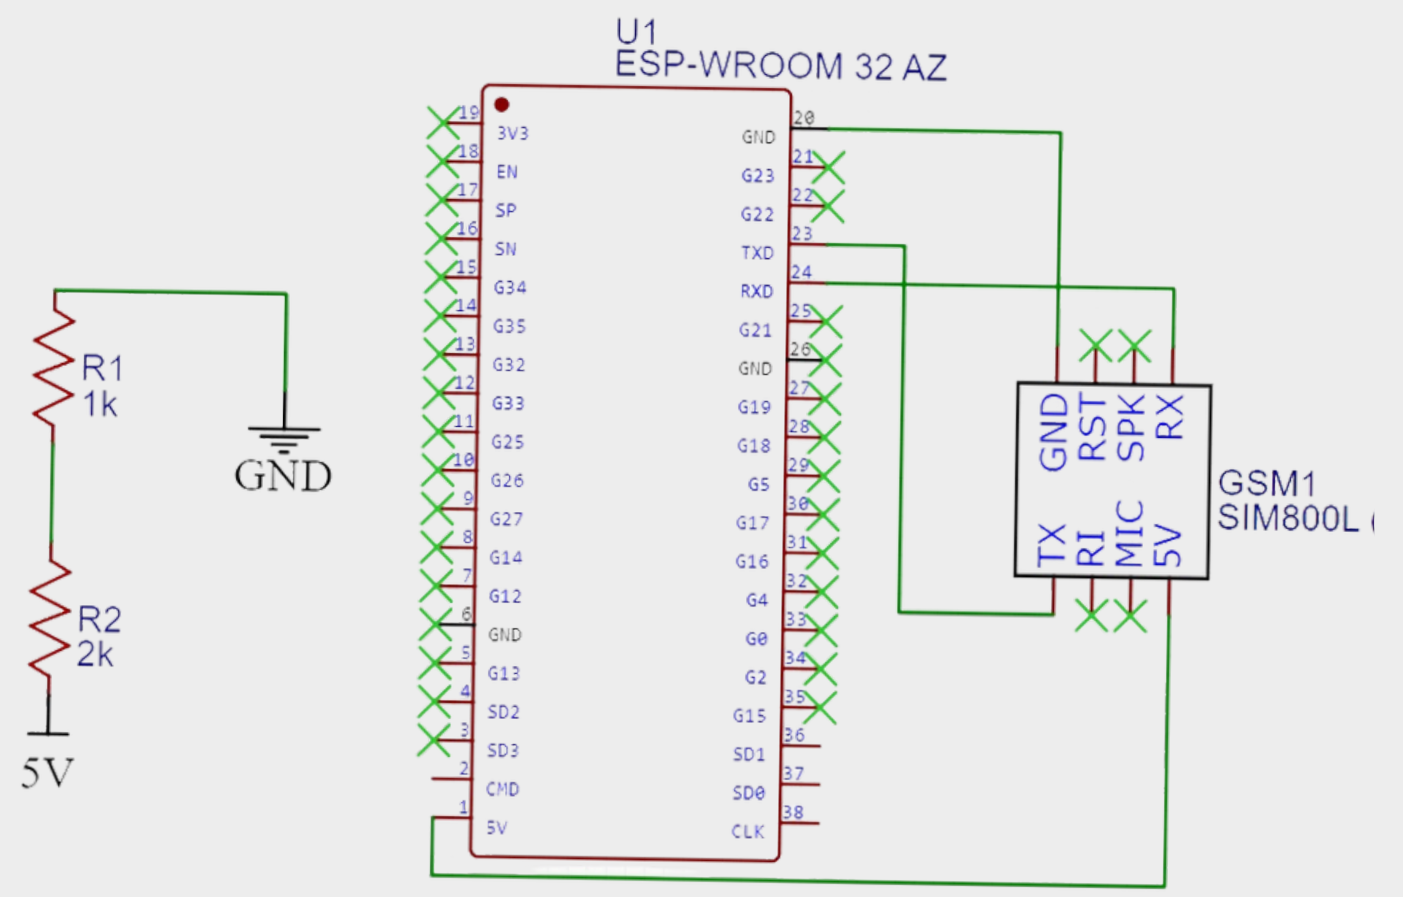 U1
ESP-WROOM 32 AZ
19
3V3
18
EN
17
SP
16
SN
15
G34
14
G35
13
G32
12
G33
11
G25
10
G26
9
G27
8
G14
7
G12
6
GND
5
G13
4
SD2
3
SD3
2
CMD
1
5V
20
GND
21
G23
22
G22
23
TXD
24
RXD
25
G21
26
GND
27
G19
28
G18
29
G5
30
G17
31
G16
32
G4
33
G0
34
G2
35
G15
36
SD1
37
SD0
38
CLK
R1
1k
GND
R2
2k
5V
GND
RST
SPK
RX
TX
RI
MIC
5V
GSM1
SIM800L